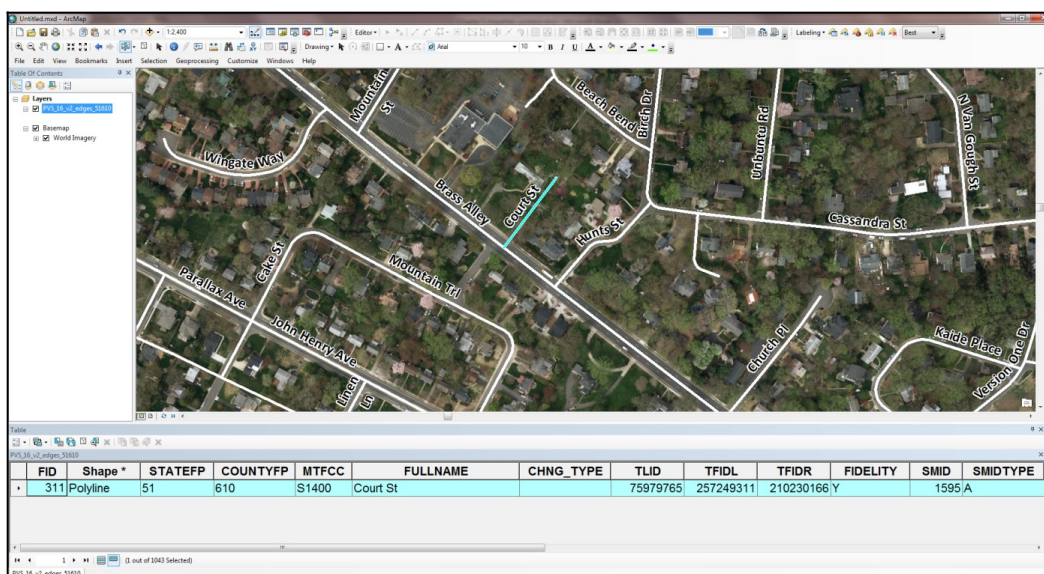 Untitled.mxd - ArcMap
1:2,400
Editor
Labeling
Best
Drawing
Arial
10
B I U A
File Edit View Bookmarks Insert Selection Geoprocessing Customize Windows Help
Table Of Contents
Layers
PVS_16_v2_edges_51610
Basemap
World Imagery
Wingate Way
Mountain St
Beach Bend
Birch Dr
Unbuntu Rd
N Van Gough St
Brass Alley
Court St
Hunts St
Cassandra St
Cake St
Mountain Trl
Parallax Ave
John Henry Ave
Linen Ln
Church Pl
Kaide Place
Version One Dr
Table
PVS_16_v2_edges_51610
FID Shape * STATEFP COUNTYFP MTFCC FULLNAME CHNG_TYPE TLID TFIDL TFIDR FIDELITY SMID SMIDTYPE
311 Polyline 51 610 S1400 Court St 75979765 257249311 210230166 Y 1595 A
1 (1 out of 1043 Selected)
PVS_16_v2_edges_51610